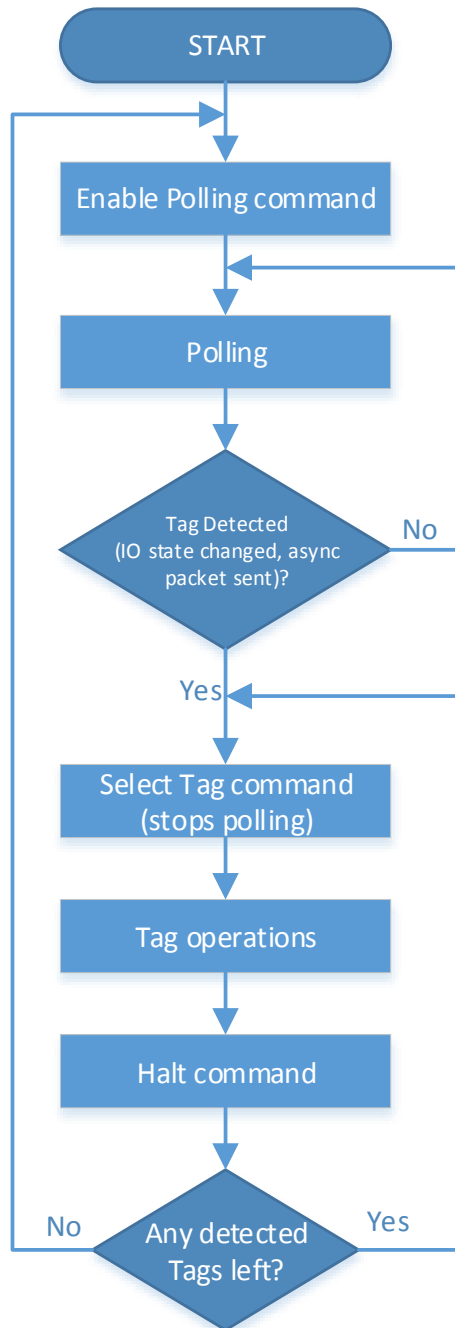 START
Enable Polling command
Polling
Tag Detected
(IO state changed, async
packet sent)?
No
Yes
Select Tag command
(stops polling)
Tag operations
Halt command
No
Any detected
Tags left?
Yes